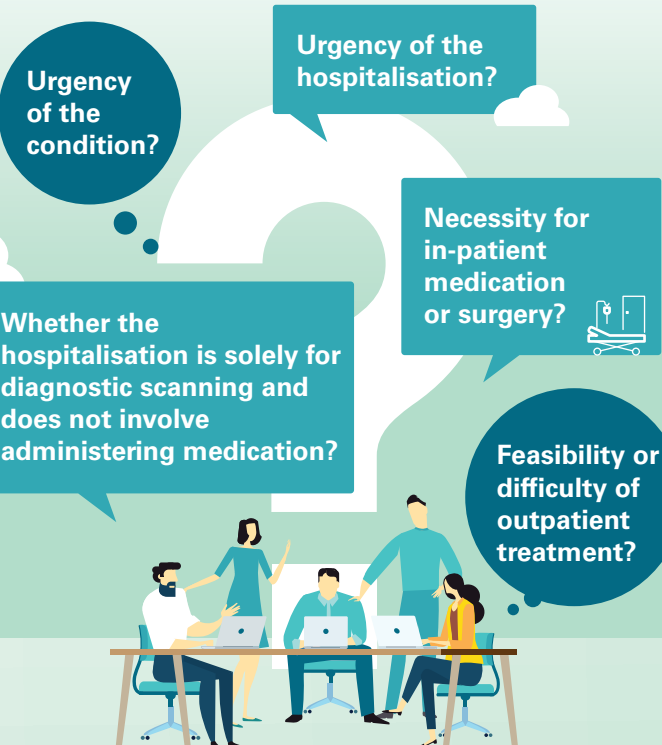 Urgency of the
hospitalisation?
Urgency
of the
condition?
Necessity for
in-patient
medication
or surgery?
Whether the
hospitalisation is solely for
diagnostic scanning and
does not involve
administering medication?
Feasibility or
difficulty of
outpatient
treatment?